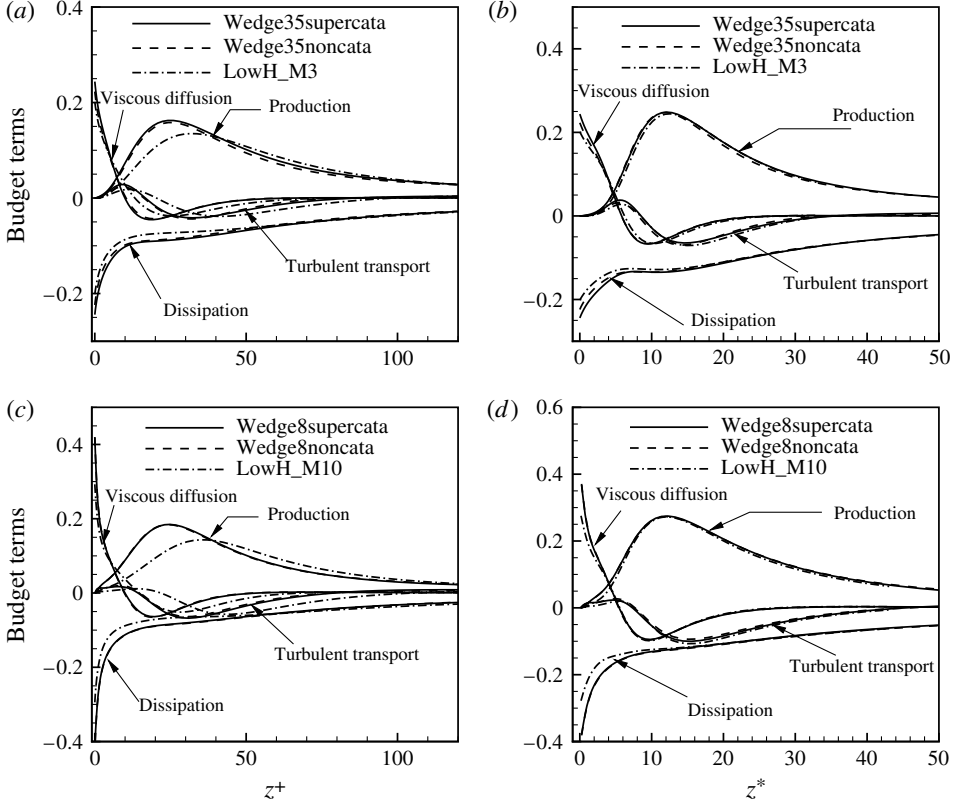 (a)
0.4
0.2
0
−0.2
Budget terms
Wedge35supercata
Wedge35noncata
LowH_M3
Viscous diffusion
Production
Turbulent transport
Dissipation
0
50
100
(b)
0.4
0.2
0
−0.2
Wedge35supercata
Wedge35noncata
LowH_M3
Viscous diffusion
Production
Turbulent transport
Dissipation
0
10
20
30
40
50
(c)
0.4
0.2
0
−0.2
−0.4
Budget terms
Wedge8supercata
Wedge8noncata
LowH_M10
Viscous diffusion
Production
Turbulent transport
Dissipation
0
50
100
z+
(d)
0.6
0.4
0.2
0
−0.2
−0.4
Wedge8supercata
Wedge8noncata
LowH_M10
Viscous diffusion
Production
Turbulent transport
Dissipation
0
10
20
30
40
50
z*